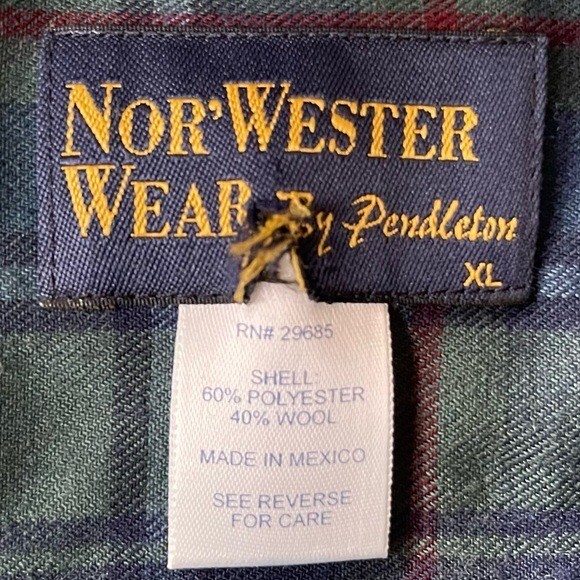 NOR'WESTER
WEAR By Pendleton
XL
RN# 29685
SHELL:
60% POLYESTER
40% WOOL
MADE IN MEXICO
SEE REVERSE
FOR CARE